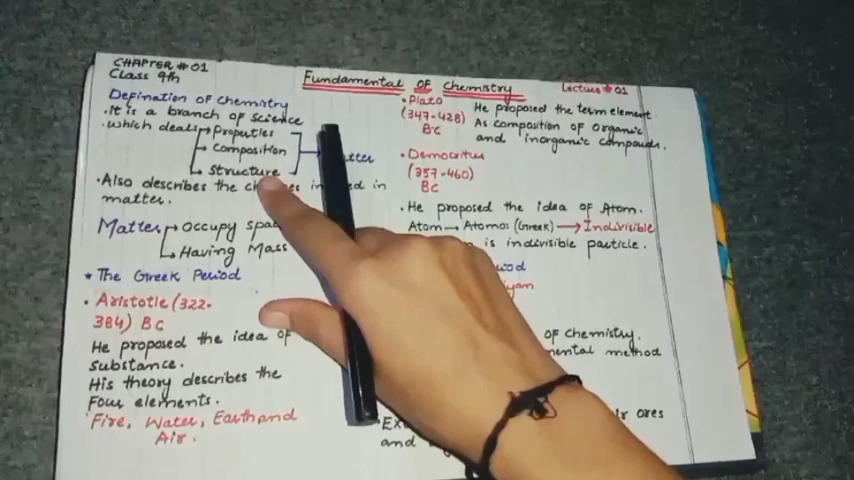 CHAPTER # 01
Class 9th
Fundamental OF Chemistry
Lecture # 01
Defination of Chemistry
• It is a branch of Science
• which deals Properties
Composition
Structure
• Also describes the in
matter.
Matter Occupy
Having Mass
* The Greek Period
• Aristotle (322-
384) BC
He proposed the idea of
substance.
His theory describes the
Four elements.
Fire, Water, Earth and
Air.
• Plato
(347-428)
BC
He proposed the term element
As composition of Organic
and inorganic compounds.
• Democritus
(357-460)
BC
• He proposed the idea of Atom.
Atom → Atomos (Greek) → Indivisible
is indivisible particle.
of Chemistry.
method
ores
and